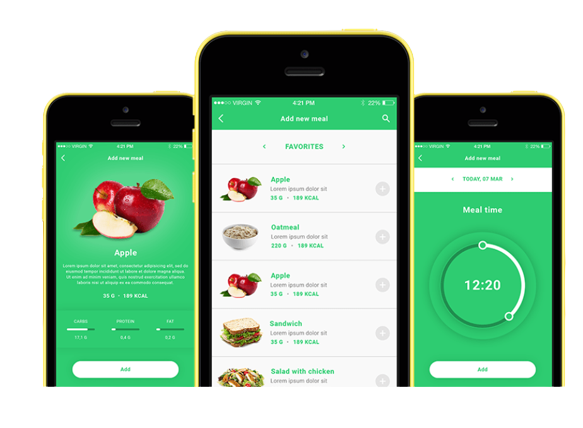 VIRGIN
4:21 PM
22%
Add new meal
Apple
Lorem ipsum dolor sit amet, consectetur adipiscing elit, sed do
eiusmod tempor incididunt ut labore et dolore magna aliqua.
Ut enim ad minim veniam, quis nostrud exercitation ullamco
laboris nisi ut aliquip ex ea commodo consequat.
35 G - 189 KCAL
CARBS PROTEIN FAT
Add
VIRGIN
4:21 PM
22%
Add new meal
FAVORITES
Apple
Lorem ipsum dolor sit
35 G - 189 KCAL
Oatmeal
Lorem ipsum dolor sit
220 G - 189 KCAL
Apple
Lorem ipsum dolor sit
35 G - 189 KCAL
Sandwich
Lorem ipsum dolor sit
35 G - 189 KCAL
Salad with chicken
Lorem ipsum dolor sit
VIRGIN
4:21 PM
22%
Add new meal
TODAY, 07 MAR
Meal time
12:20
Add